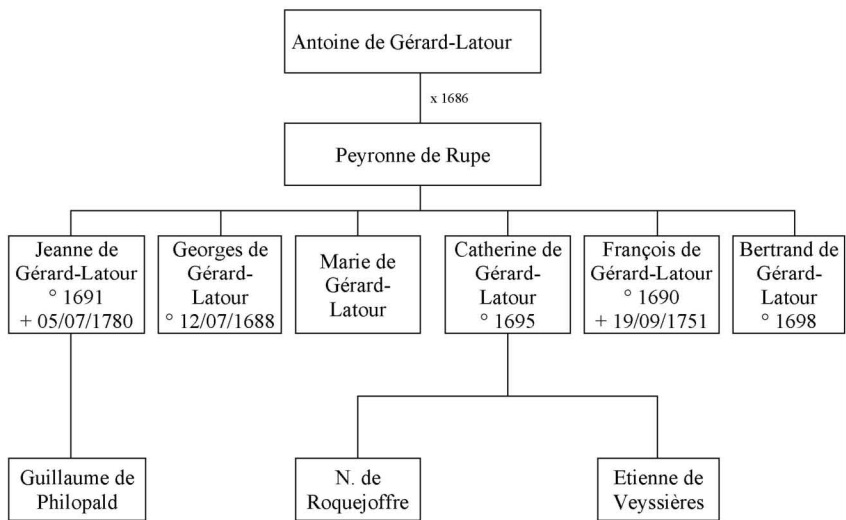 Antoine de Gérard-Latour
x 1686
Peyronne de Rupe
Jeanne de
Gérard-Latour
° 1691
+ 05/07/1780
Georges de
Gérard-
Latour
° 12/07/1688
Marie de
Gérard-
Latour
Catherine de
Gérard-
Latour
° 1695
François de
Gérard-Latour
° 1690
+ 19/09/1751
Bertrand de
Gérard-
Latour
° 1698
Guillaume de
Philopald
N. de
Roquejoffre
Etienne de
Veyssières